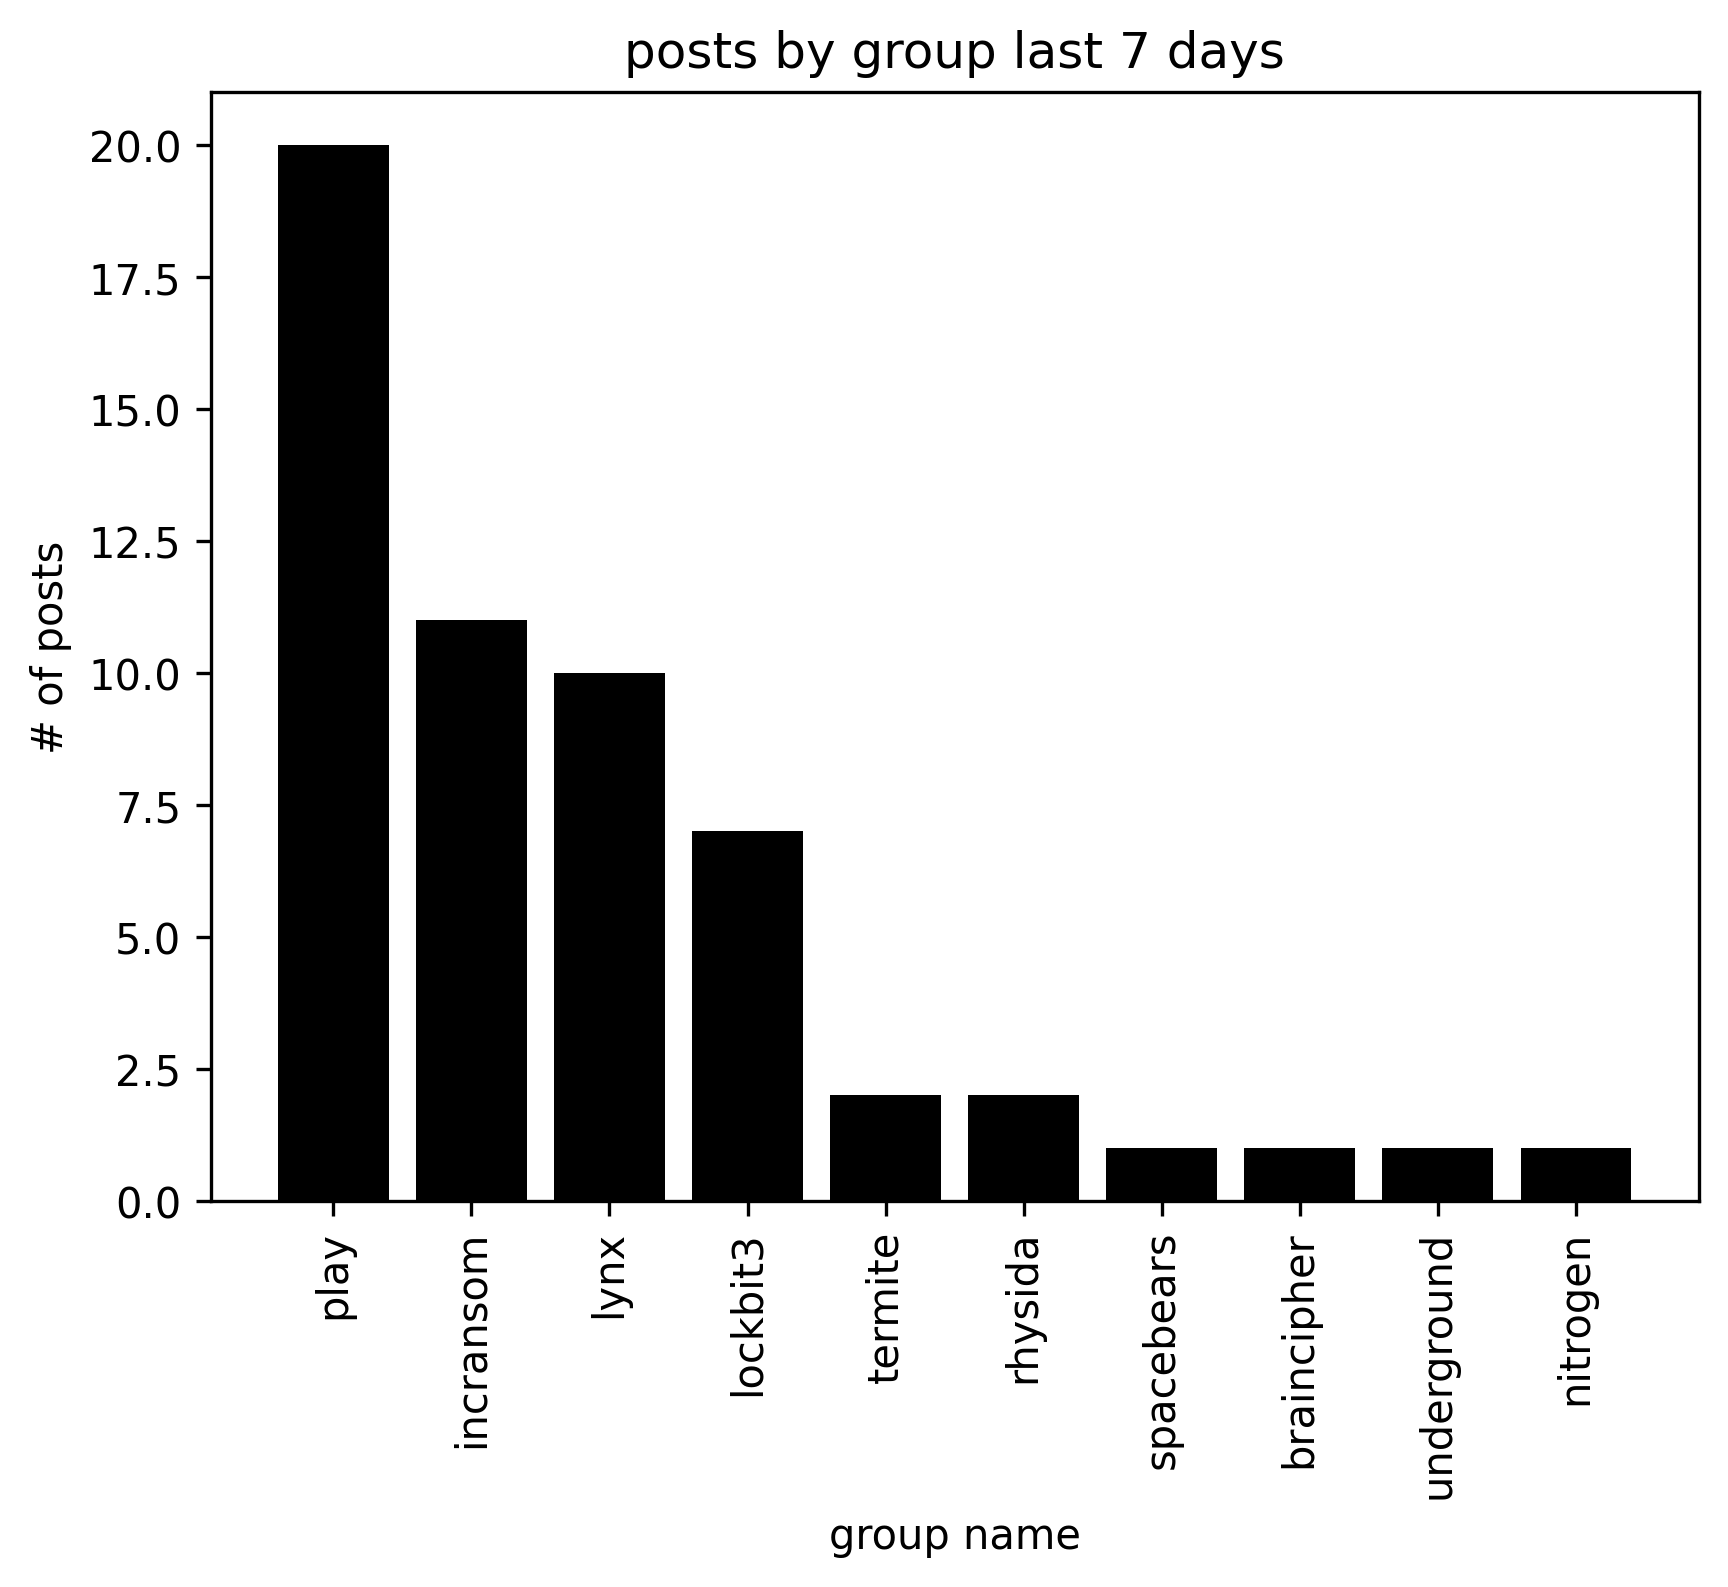 posts by group last 7 days
20.0
17.5
15.0
12.5
10.0
7.5
5.0
2.5
0.0
# of posts
play
incransom
lynx
lockbit3
termite
rhysida
spacebears
braincipher
underground
nitrogen
group name